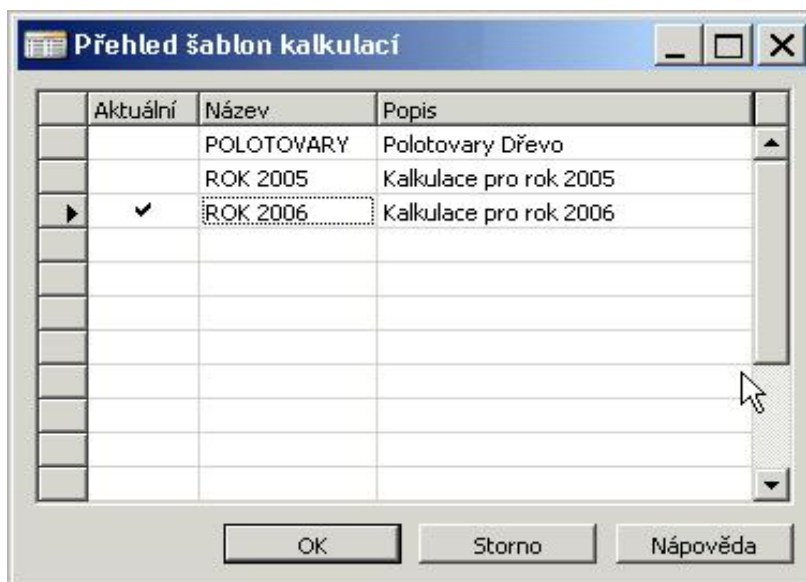 Přehled šablon kalkulací
Aktuální Název Popis
POLOTOVARY Polotovary Dřevo
ROK 2005 Kalkulace pro rok 2005
ROK 2006 Kalkulace pro rok 2006
OK Storno Nápověda